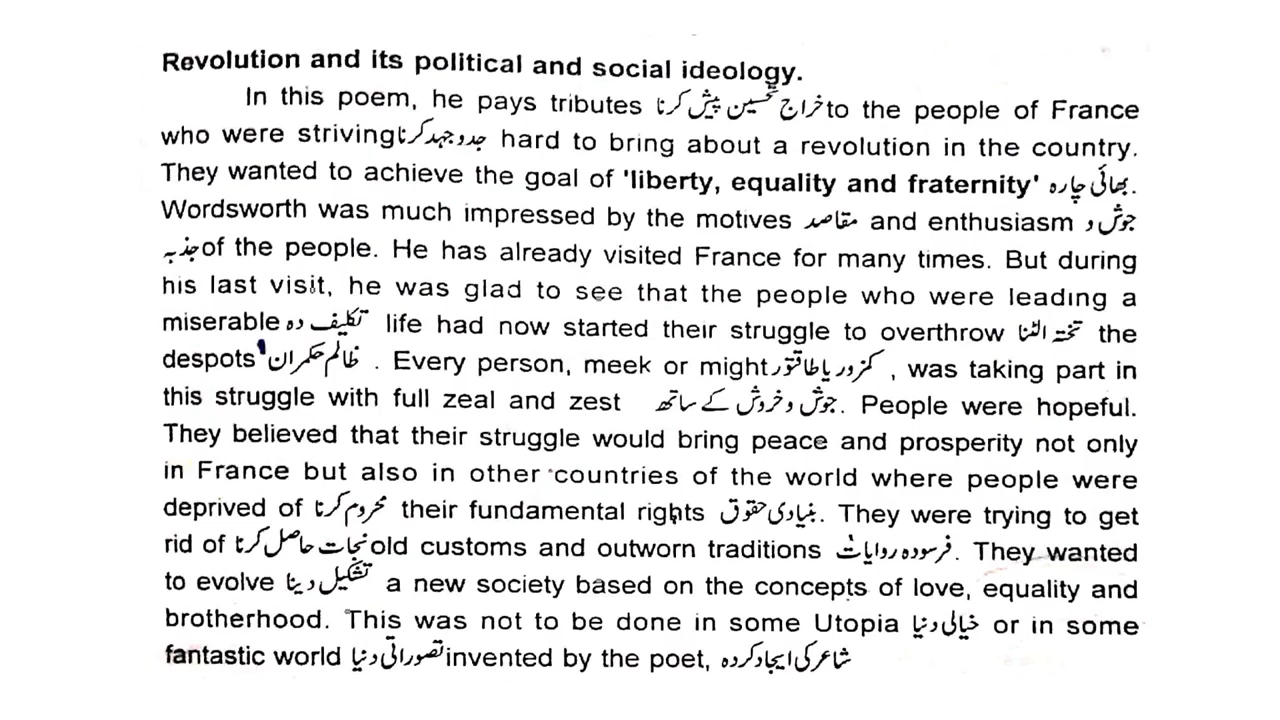 Revolution and its political and social ideology.
In this poem, he pays tributes خراج تحسین پیش کرنا to the people of France
who were striving جدوجہد کرنا hard to bring about a revolution in the country.
They wanted to achieve the goal of 'liberty, equality and fraternity' بھائی چارہ.
Wordsworth was much impressed by the motives مقاصد and enthusiasm جوش و
جذبہ of the people. He has already visited France for many times. But during
his last visit, he was glad to see that the people who were leading a
miserable تکلیف دہ life had now started their struggle to overthrow تختہ الٹنا the
despots' ظالم حکمران . Every person, meek or might کمزور یا طاقتور , was taking part in
this struggle with full zeal and zest جوش و خروش کے ساتھ. People were hopeful.
They believed that their struggle would bring peace and prosperity not only
in France but also in other countries of the world where people were
deprived of محروم کرنا their fundamental rights بنیادی حقوق. They were trying to get
rid of نجات حاصل کرنا old customs and outworn traditions فرسودہ روایات. They wanted
to evolve تشکیل دینا a new society based on the concepts of love, equality and
brotherhood. This was not to be done in some Utopia خیالی دنیا or in some
fantastic world تصوراتی دنیا invented by the poet, شاعر کی ایجاد کردہ